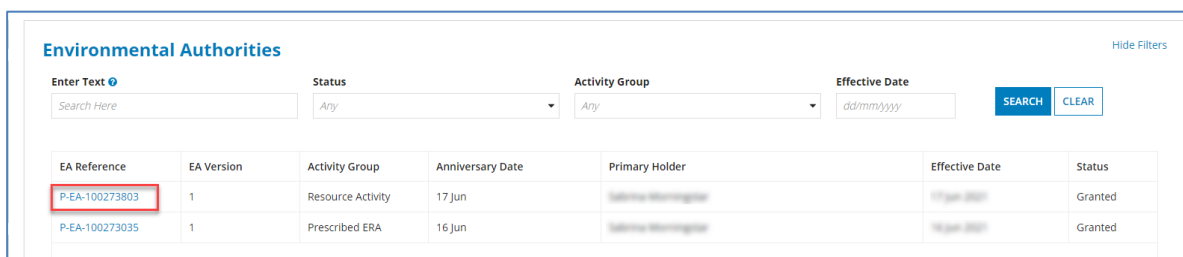 Environmental Authorities
Hide Filters
Enter Text Status Activity Group Effective Date
Search Here Any Any dd/mm/yyyy SEARCH CLEAR
EA Reference EA Version Activity Group Anniversary Date Primary Holder Effective Date Status
P-EA-100273803 1 Resource Activity 17 Jun Granted
P-EA-100273035 1 Prescribed ERA 16 Jun Granted